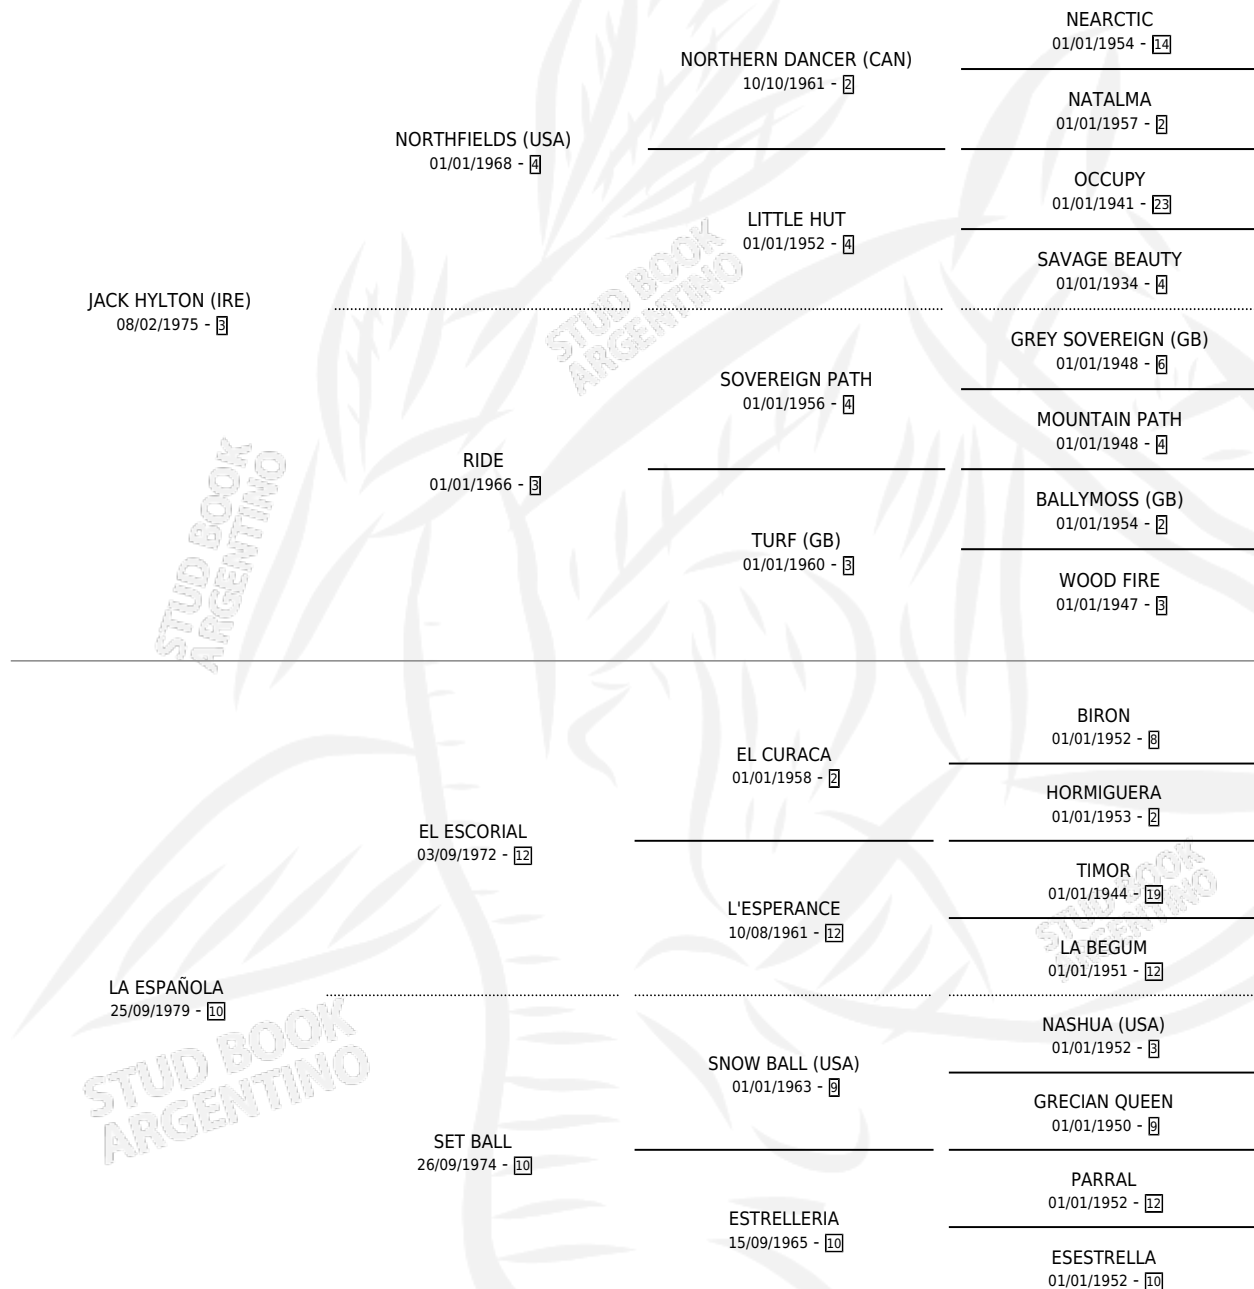 NEARCTIC
01/01/1954 - 14
NORTHERN DANCER (CAN)
10/10/1961 - 2
NATALMA
01/01/1957 - 2
NORTHFIELDS (USA)
01/01/1968 - 4
OCCUPY
01/01/1941 - 23
LITTLE HUT
01/01/1952 - 4
SAVAGE BEAUTY
01/01/1934 - 4
JACK HYLTON (IRE)
08/02/1975 - 3
GREY SOVEREIGN (GB)
01/01/1948 - 6
SOVEREIGN PATH
01/01/1956 - 4
MOUNTAIN PATH
01/01/1948 - 4
RIDE
01/01/1966 - 3
BALLYMOSS (GB)
01/01/1954 - 2
TURF (GB)
01/01/1960 - 3
WOOD FIRE
01/01/1947 - 3
BIRON
01/01/1952 - 8
EL CURACA
01/01/1958 - 2
HORMIGUERA
01/01/1953 - 2
EL ESCORIAL
03/09/1972 - 12
TIMOR
01/01/1944 - 19
L'ESPERANCE
10/08/1961 - 12
LA BEGUM
01/01/1951 - 12
LA ESPAÑOLA
25/09/1979 - 10
NASHUA (USA)
01/01/1952 - 3
SNOW BALL (USA)
01/01/1963 - 9
GRECIAN QUEEN
01/01/1950 - 9
SET BALL
26/09/1974 - 10
PARRAL
01/01/1952 - 12
ESTRELLERIA
15/09/1965 - 10
ESESTRELLA
01/01/1952 - 10
STUD BOOK
ARGENTINO
STUD BOOK
ARGENTINO
STUD BOOK
ARGENTINO
STUD BOOK
ARGENTINO